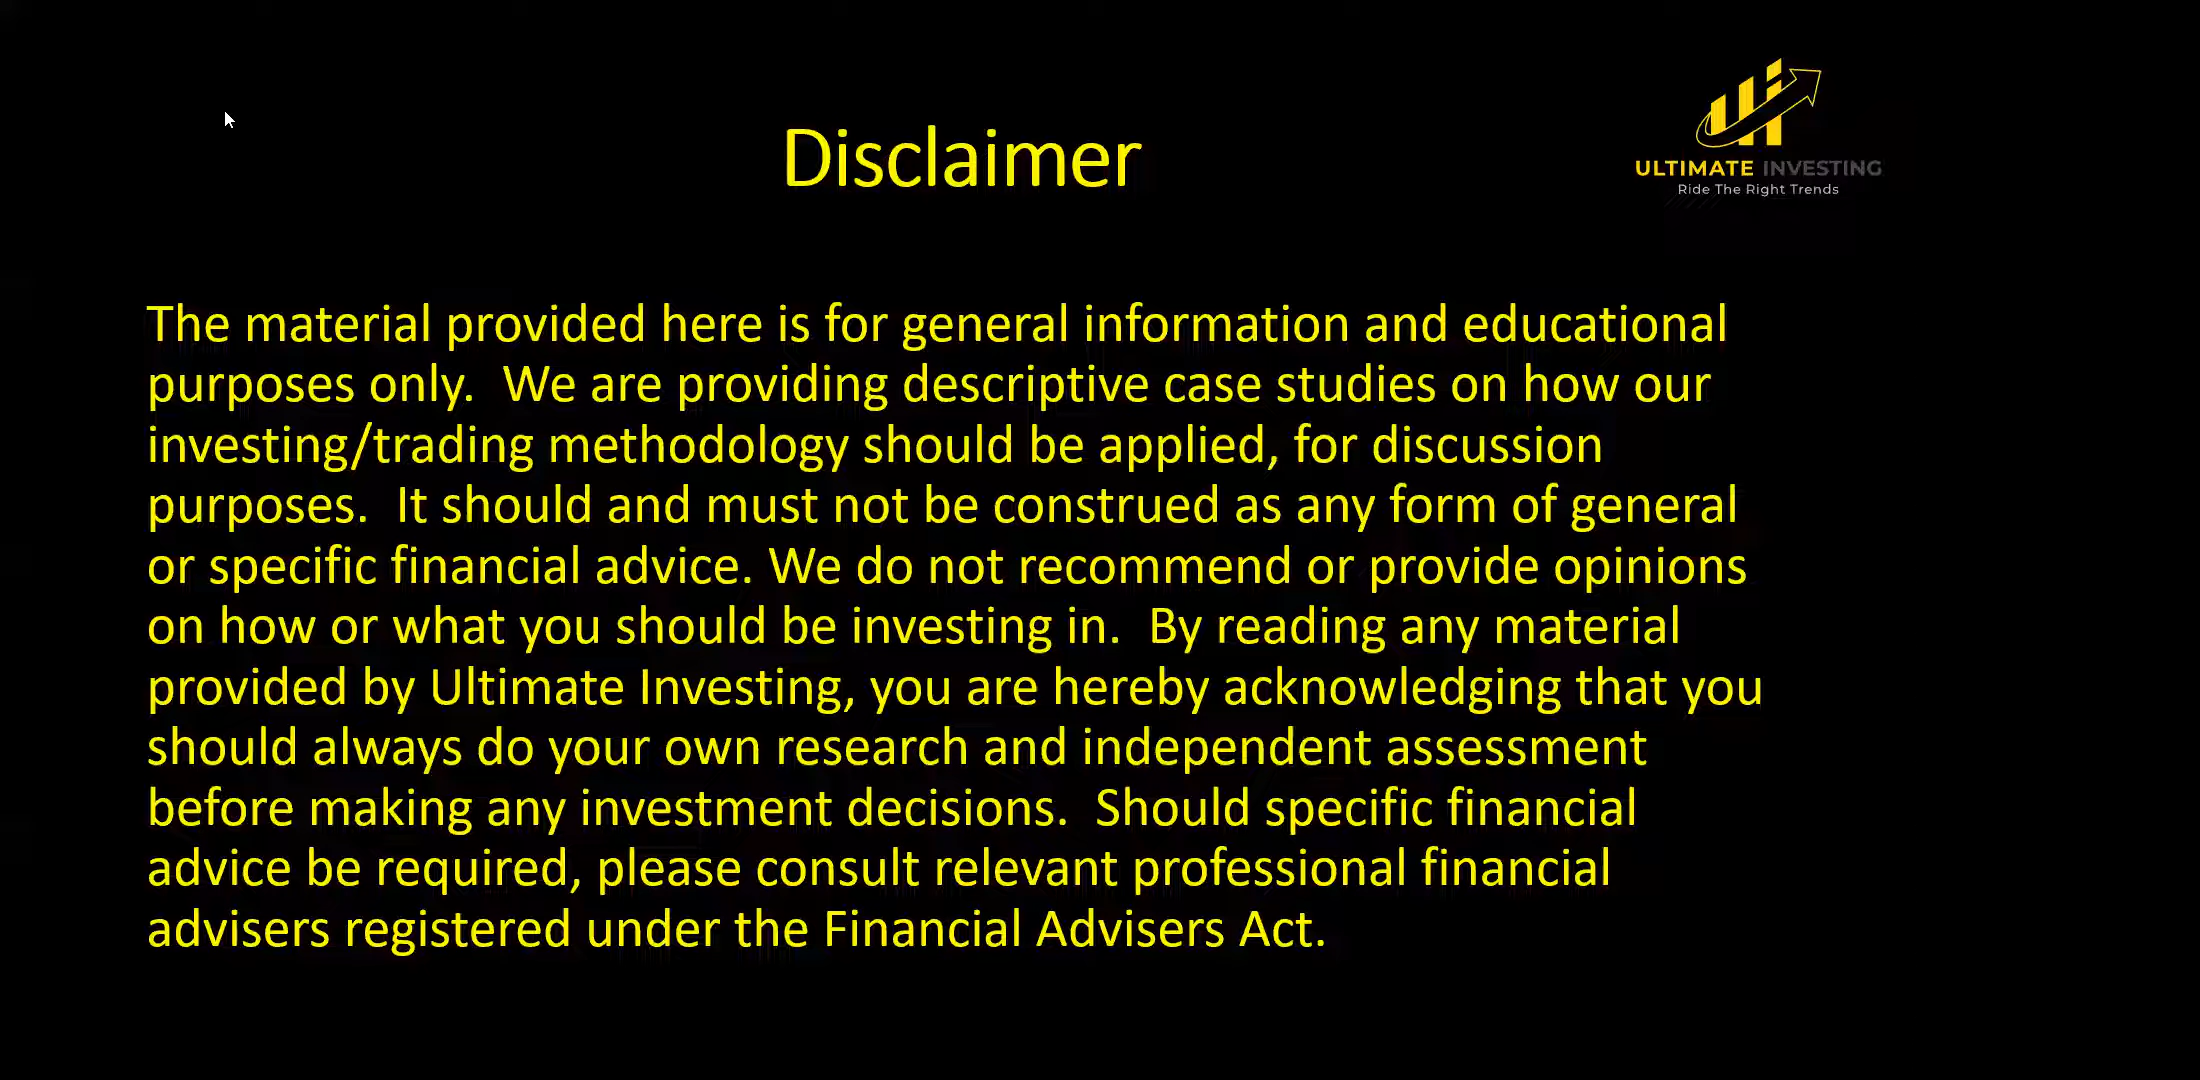 Disclaimer
ULTIMATE INVESTING
Ride The Right Trends
The material provided here is for general information and educational
purposes only.  We are providing descriptive case studies on how our
investing/trading methodology should be applied, for discussion
purposes.  It should and must not be construed as any form of general
or specific financial advice. We do not recommend or provide opinions
on how or what you should be investing in.  By reading any material
provided by Ultimate Investing, you are hereby acknowledging that you
should always do your own research and independent assessment
before making any investment decisions.  Should specific financial
advice be required, please consult relevant professional financial
advisers registered under the Financial Advisers Act.